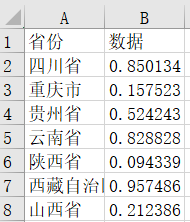 A B
1 省份 数据
2 四川省 0.850134
3 重庆市 0.157523
4 贵州省 0.524243
5 云南省 0.828828
6 陕西省 0.094339
7 西藏自治 0.957486
8 山西省 0.212386